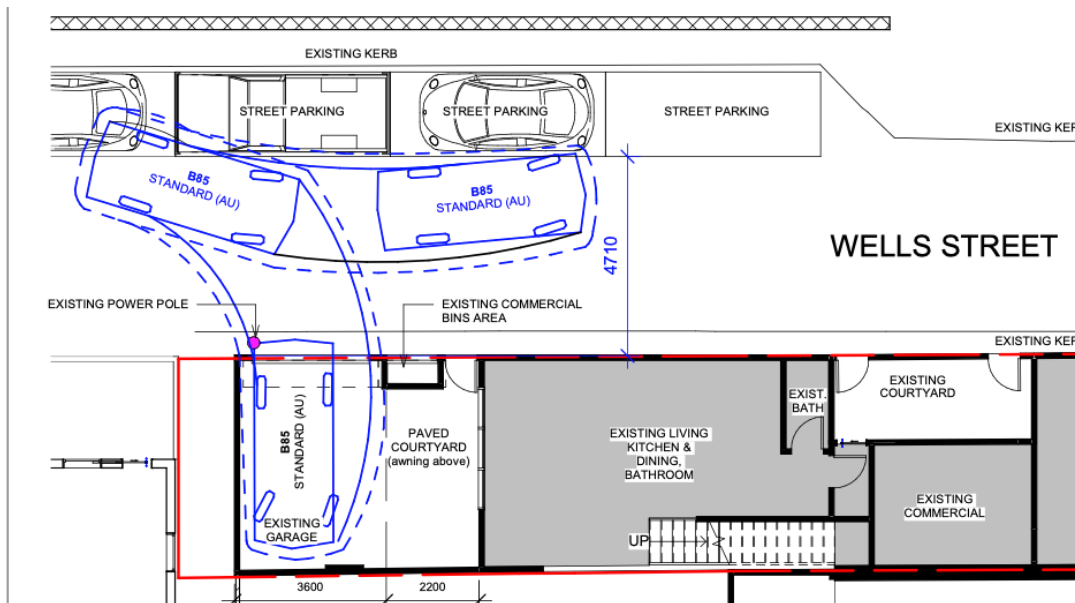 EXISTING KERB
STREET PARKING
STREET PARKING
STREET PARKING
EXISTING KER
B85
STANDARD (AU)
B85
STANDARD (AU)
4710
WELLS STREET
EXISTING POWER POLE
EXISTING COMMERCIAL
BINS AREA
EXISTING KER
B85
STANDARD (AU)
EXISTING
GARAGE
PAVED
COURTYARD
(awning above)
EXISTING LIVING
KITCHEN &
DINING,
BATHROOM
EXIST.
BATH
EXISTING
COURTYARD
EXISTING
COMMERCIAL
UP
3600
2200